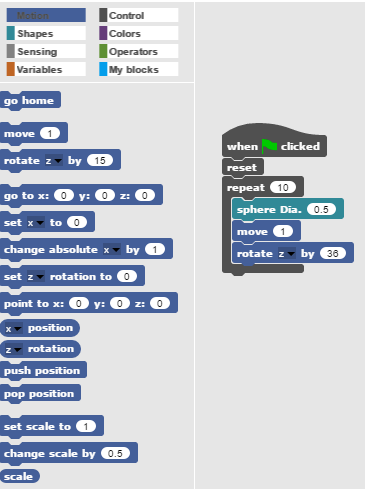 Motion Control
Shapes Colors
Sensing Operators
Variables My blocks
go home
move 1
rotate z by 15
go to x: 0 y: 0 z: 0
set x to 0
change absolute x by 1
set z rotation to 0
point to x: 0 y: 0 z: 0
x position
z rotation
push position
pop position
set scale to 1
change scale by 0.5
scale
when clicked
reset
repeat 10
sphere Dia. 0.5
move 1
rotate z by 36